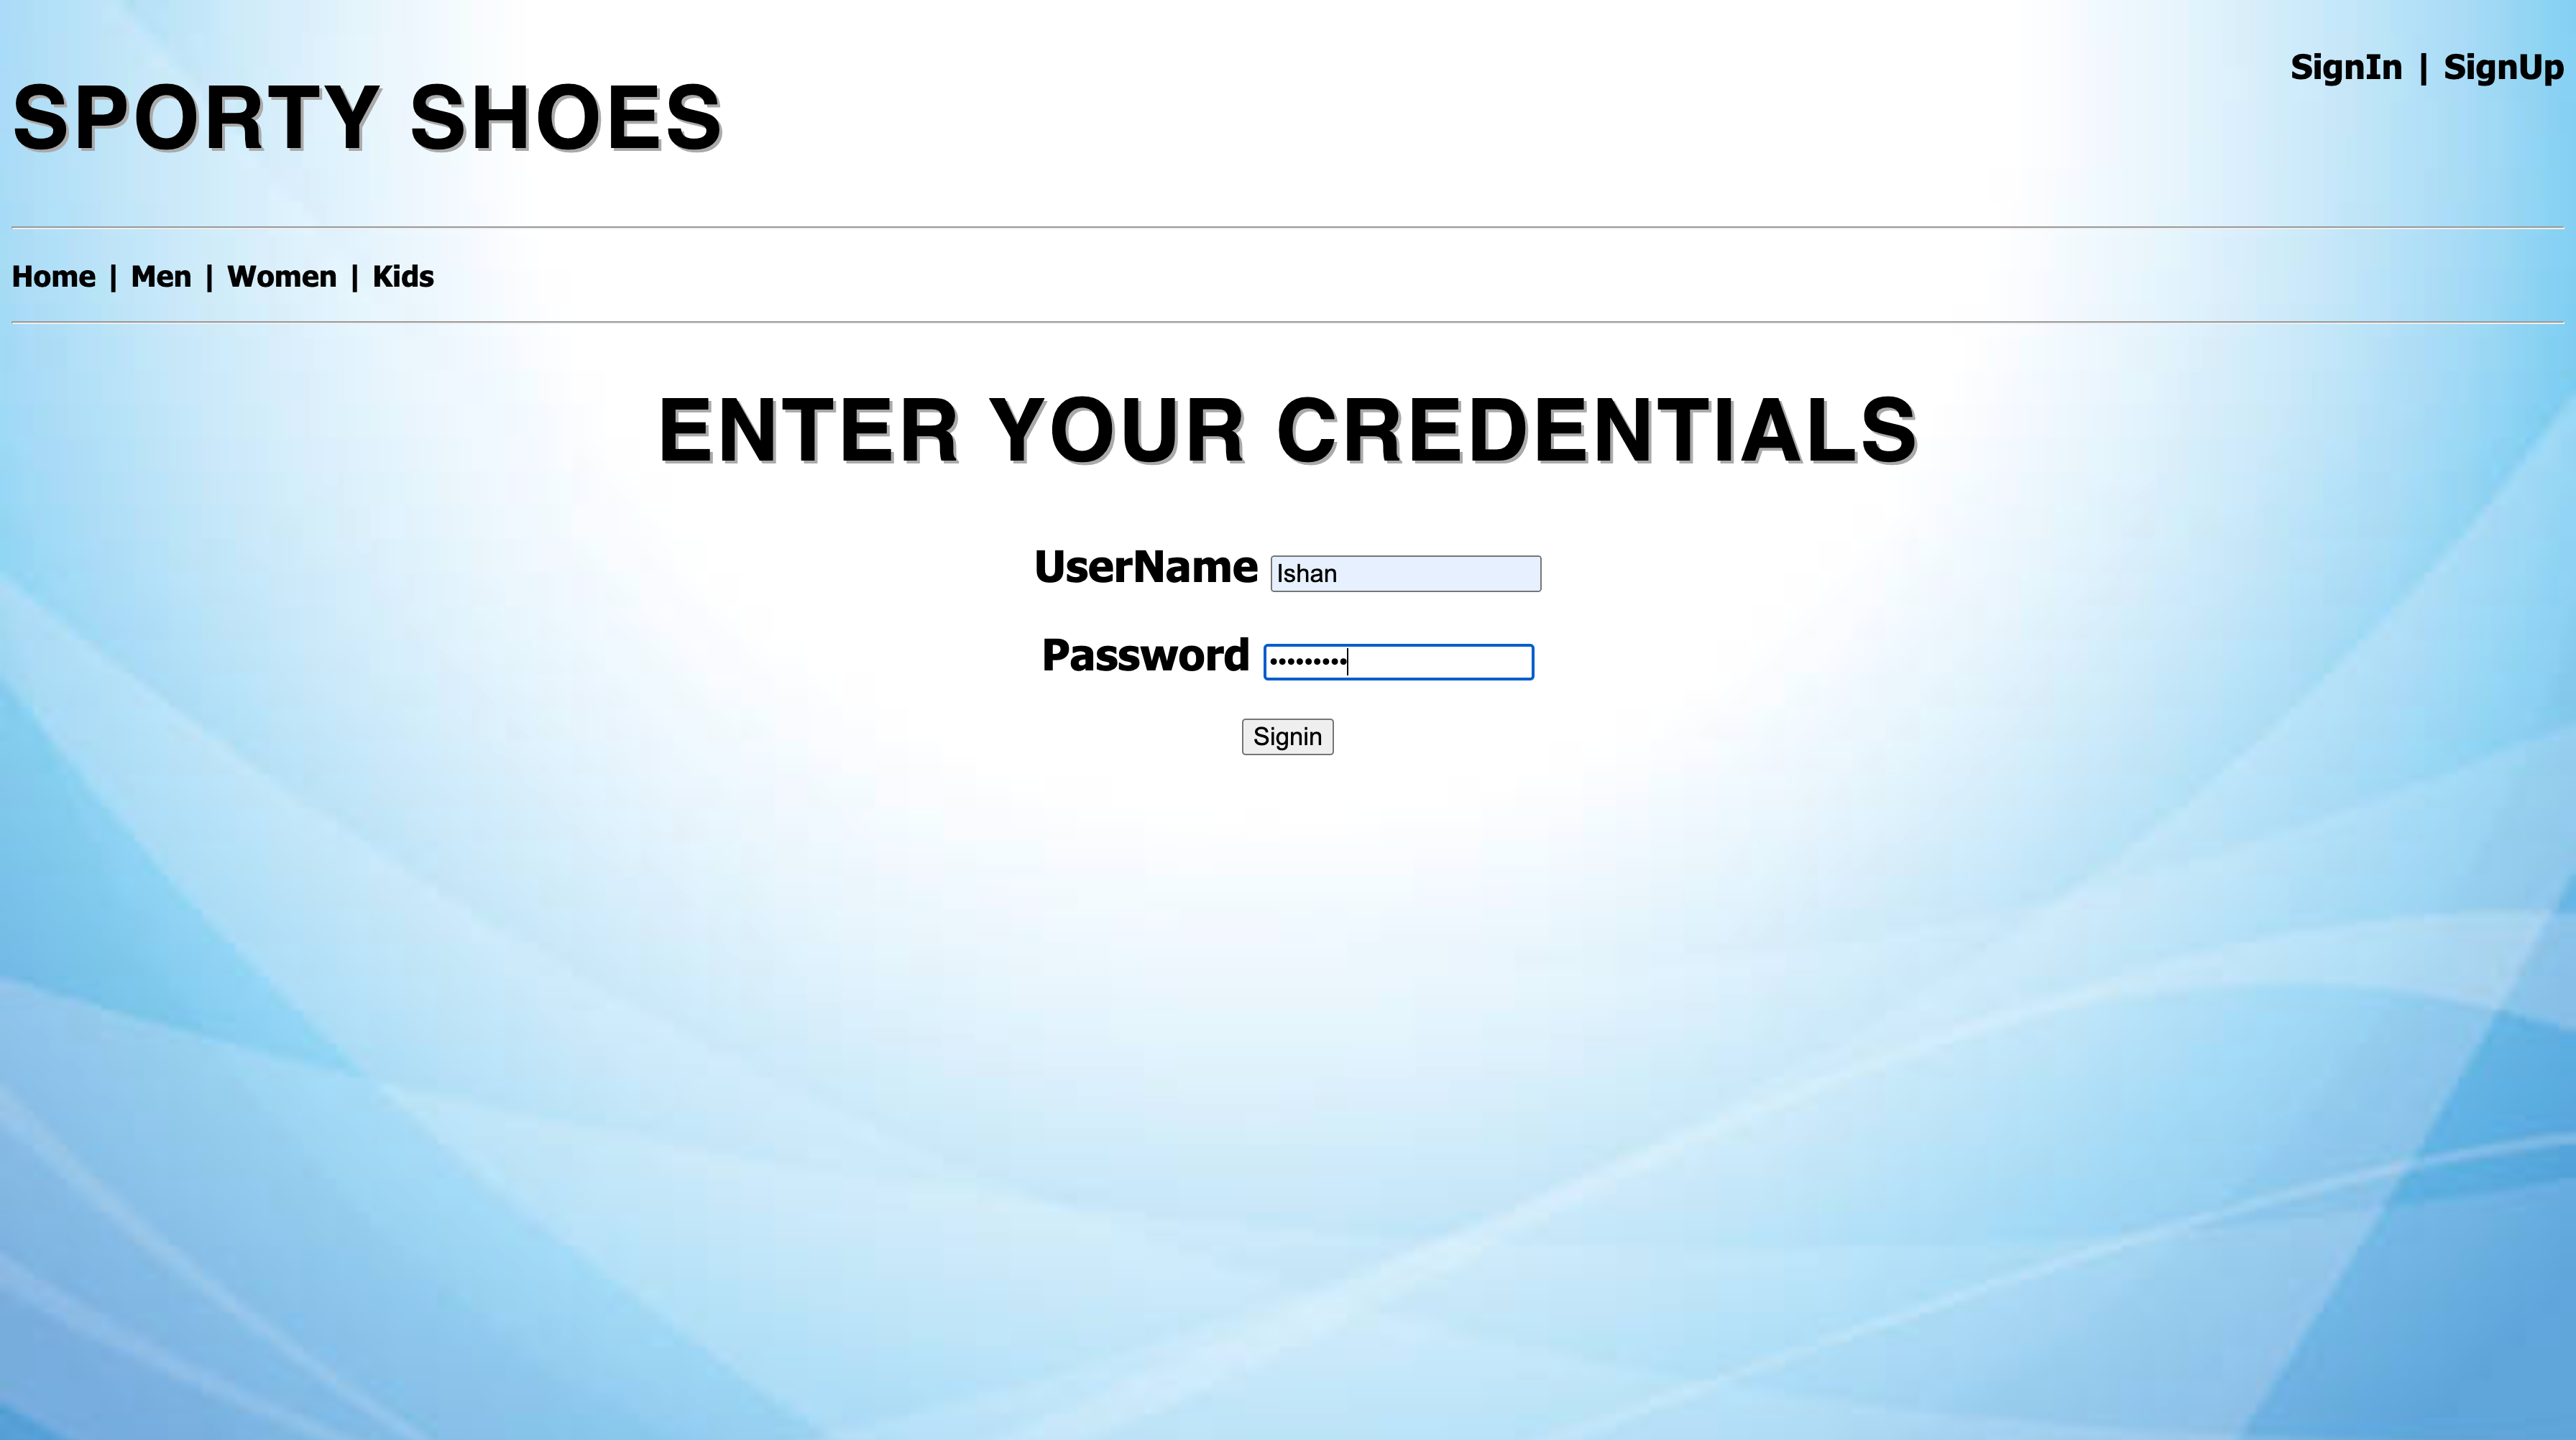 SignIn | SignUp
SPORTY SHOES
Home | Men | Women | Kids
ENTER YOUR CREDENTIALS
UserName Ishan
Password •••••••••
Signin